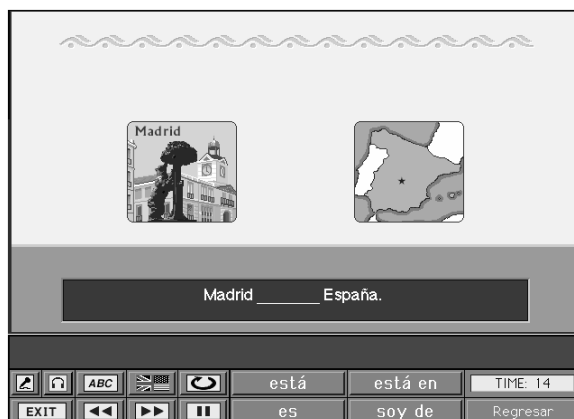 Madrid
Madrid _______ España.
ABC está está en TIME: 14
EXIT es soy de Regresar